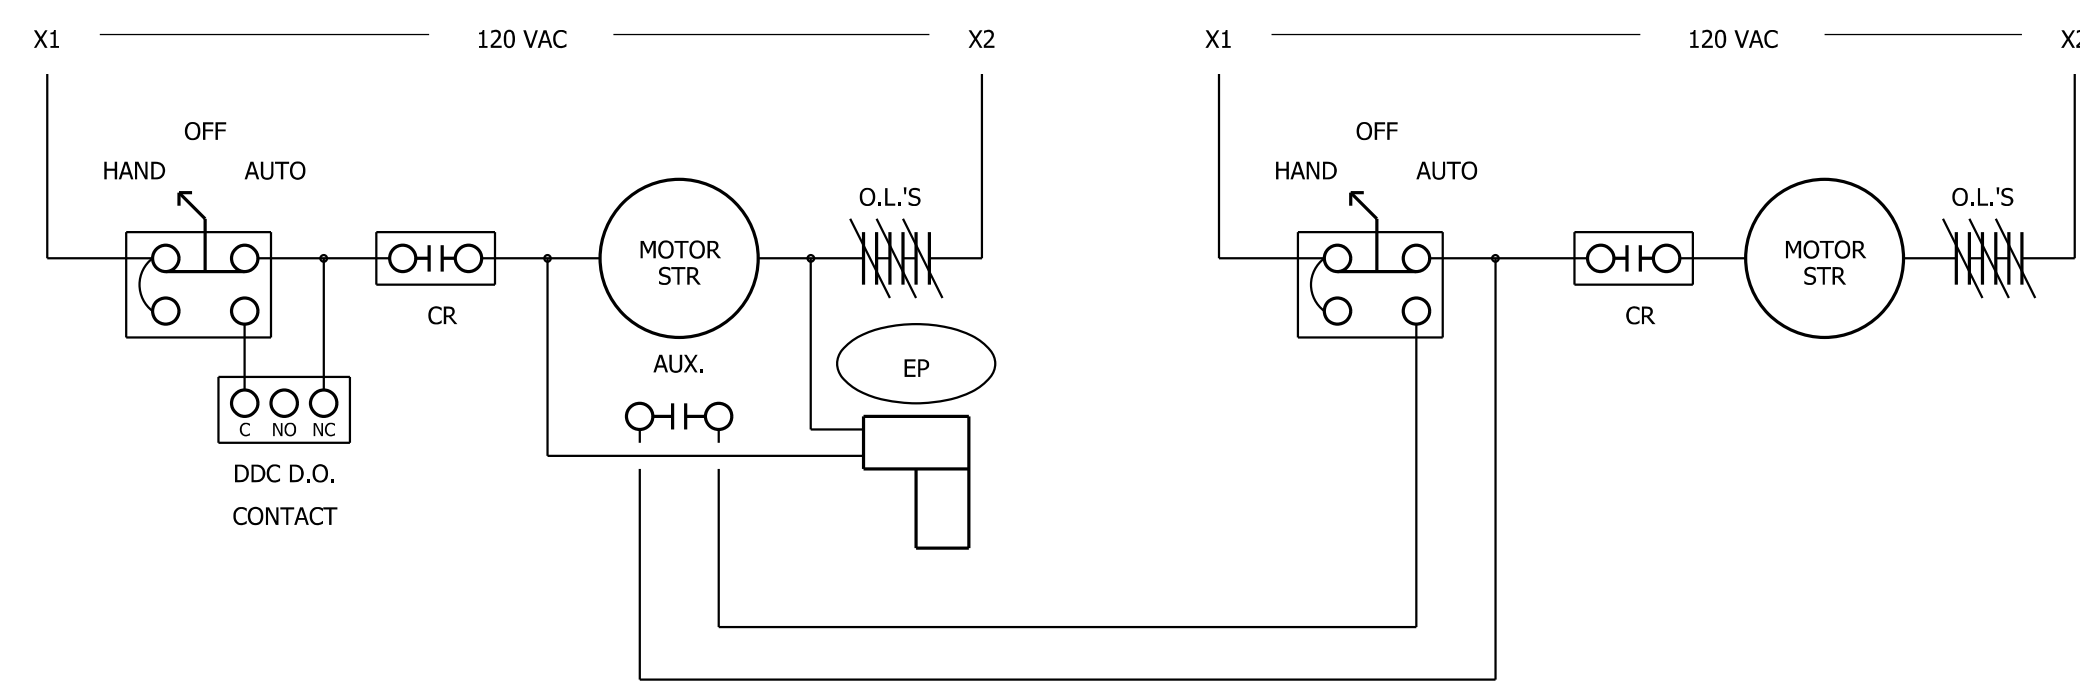 X1 120 VAC X2
OFF
HAND AUTO
O.L.'S
MOTOR
STR
CR
AUX.
EP
C NO NC
DDC D.O.
CONTACT
X1 120 VAC X2
OFF
HAND AUTO
O.L.'S
MOTOR
STR
CR